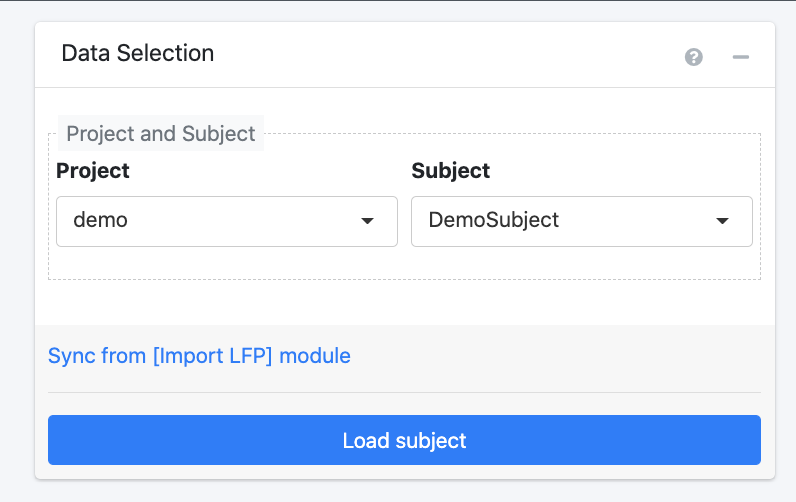 Data Selection
Project and Subject
Project
Subject
demo
DemoSubject
Sync from [Import LFP] module
Load subject